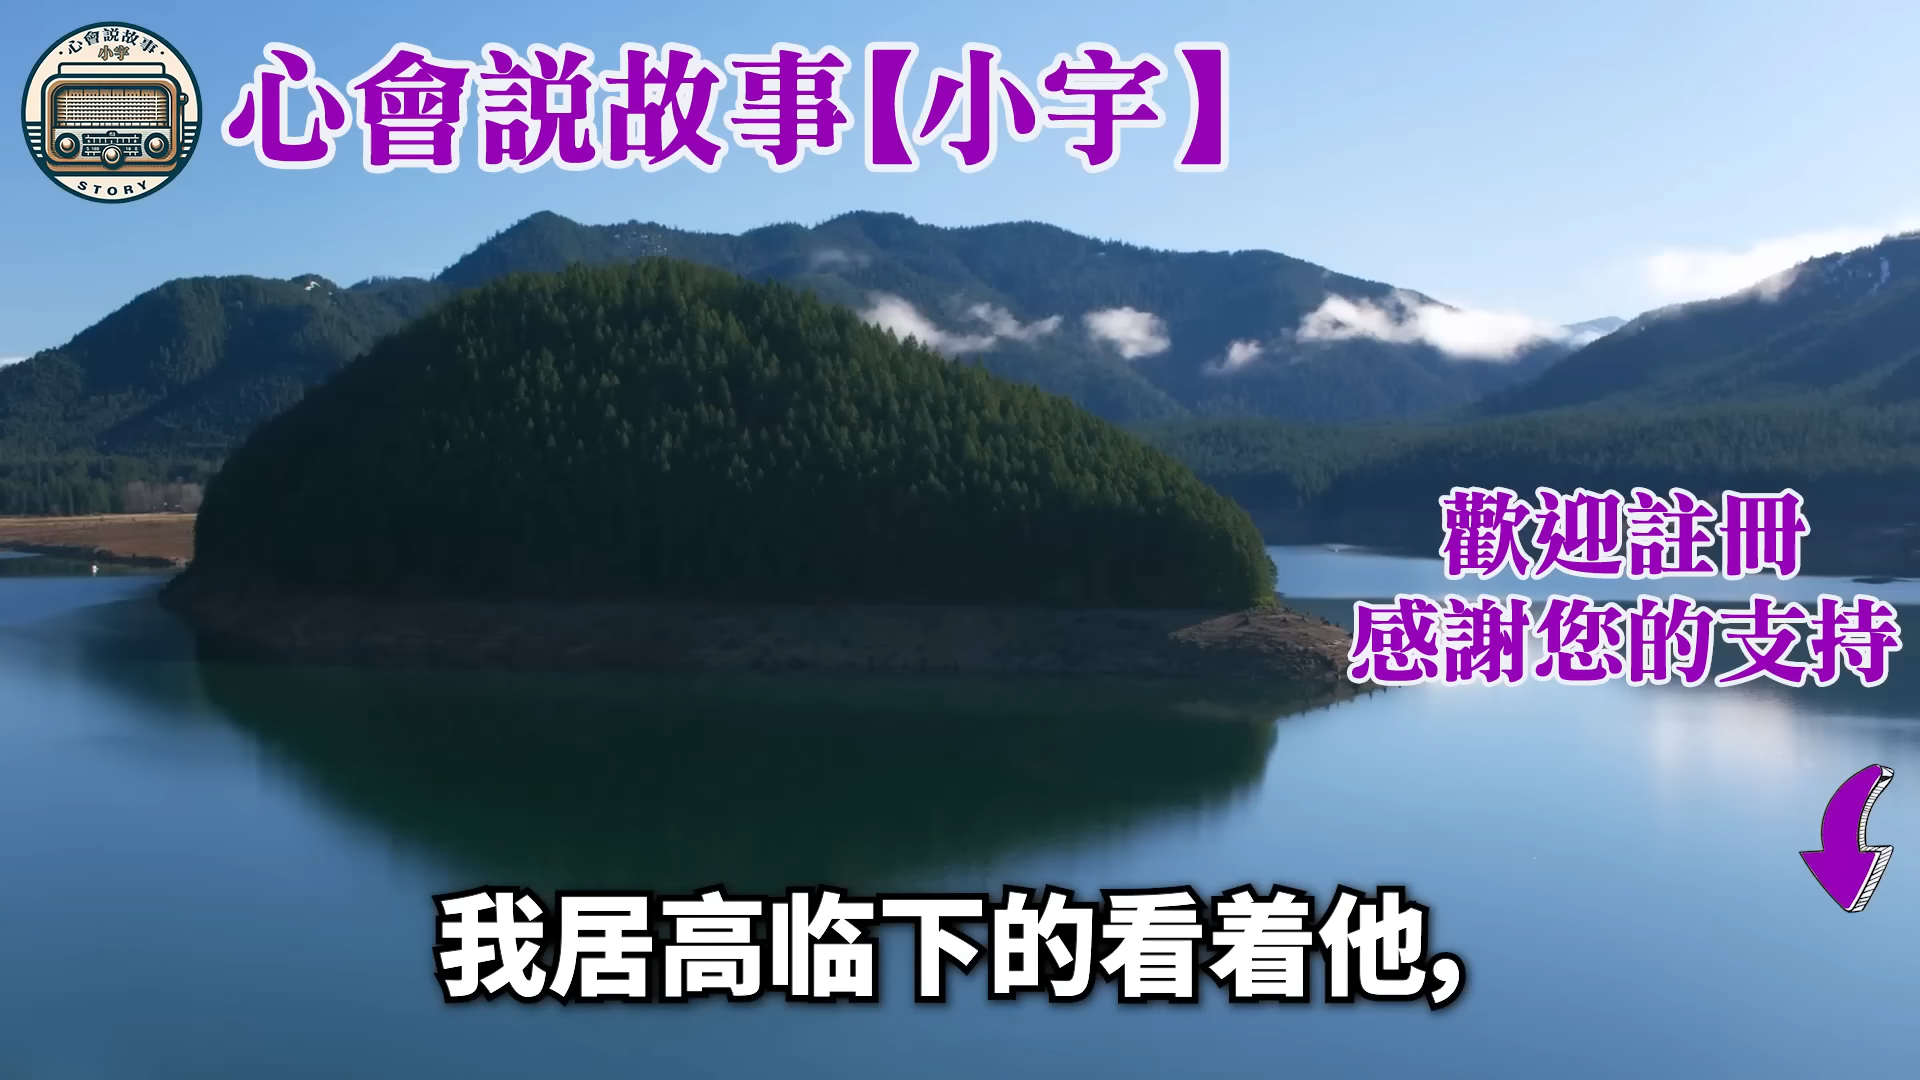 ·心會説故事·
小宇
STORY
心會説故事【小宇】
歡迎註冊
感謝您的支持
我居高临下的看着他,